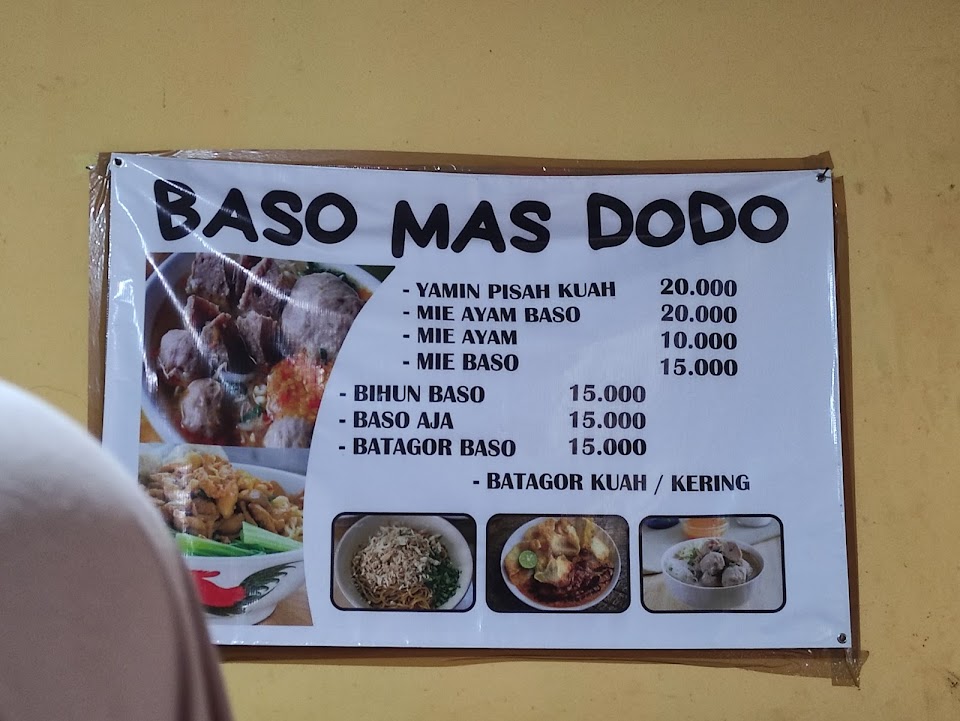 BASO MAS DODO
- YAMIN PISAH KUAH 20.000
- MIE AYAM BASO 20.000
- MIE AYAM 10.000
- MIE BASO 15.000
- BIHUN BASO 15.000
- BASO AJA 15.000
- BATAGOR BASO 15.000
- BATAGOR KUAH / KERING